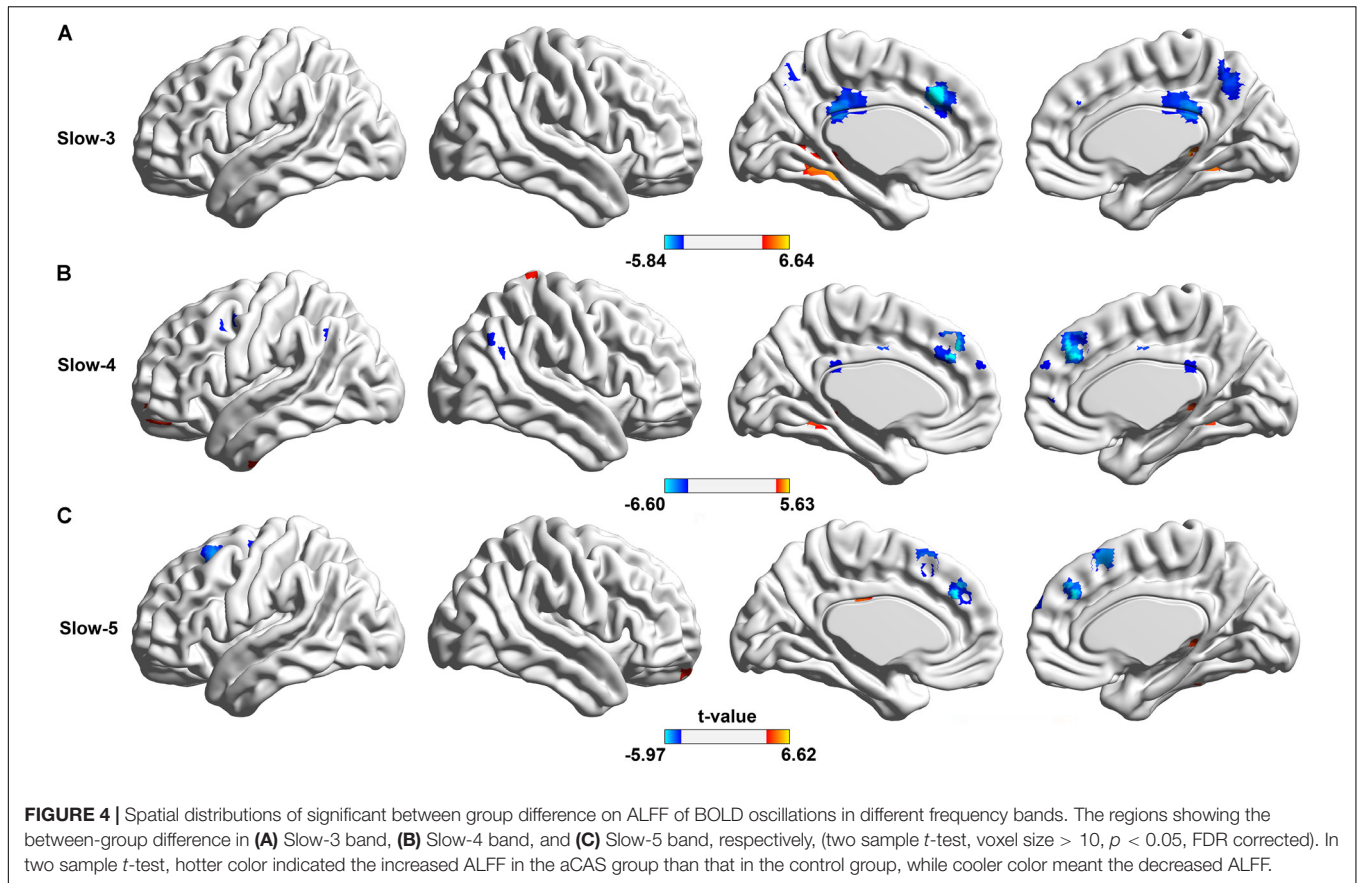 A
Slow-3
-5.84 6.64
B
Slow-4
-6.60 5.63
C
Slow-5
t-value
-5.97 6.62
FIGURE 4 | Spatial distributions of significant between group difference on ALFF of BOLD oscillations in different frequency bands. The regions showing the
between-group difference in (A) Slow-3 band, (B) Slow-4 band, and (C) Slow-5 band, respectively, (two sample t-test, voxel size > 10, p < 0.05, FDR corrected). In
two sample t-test, hotter color indicated the increased ALFF in the aCAS group than that in the control group, while cooler color meant the decreased ALFF.